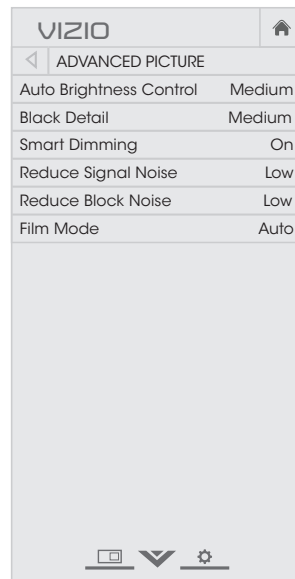 VIZIO
ADVANCED PICTURE
Auto Brightness Control Medium
Black Detail Medium
Smart Dimming On
Reduce Signal Noise Low
Reduce Block Noise Low
Film Mode Auto